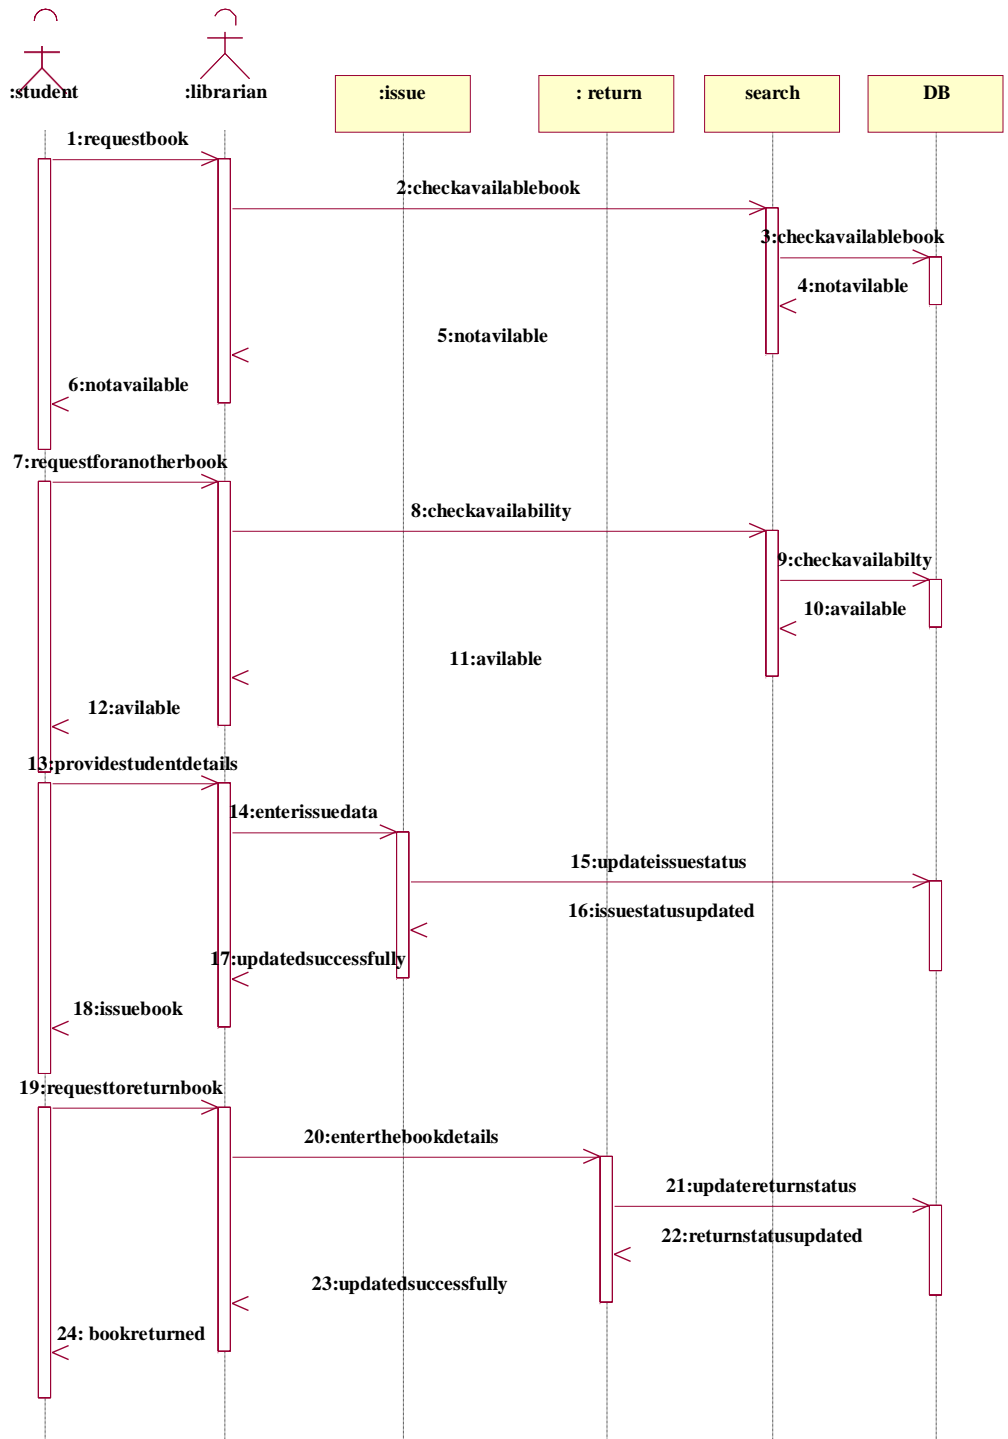 :student
:librarian
:issue
: return
search
DB
1:requestbook
2:checkavailablebook
3:checkavailablebook
4:notavilable
5:notavilable
6:notavailable
7:requestforanotherbook
8:checkavailability
9:checkavailabilty
10:available
11:avilable
12:avilable
13:providestudentdetails
14:enterissuedata
15:updateissuestatus
16:issuestatusupdated
17:updatedsuccessfully
18:issuebook
19:requesttoreturnbook
20:enterthebookdetails
21:updatereturnstatus
22:returnstatusupdated
23:updatedsuccessfully
24: bookreturned